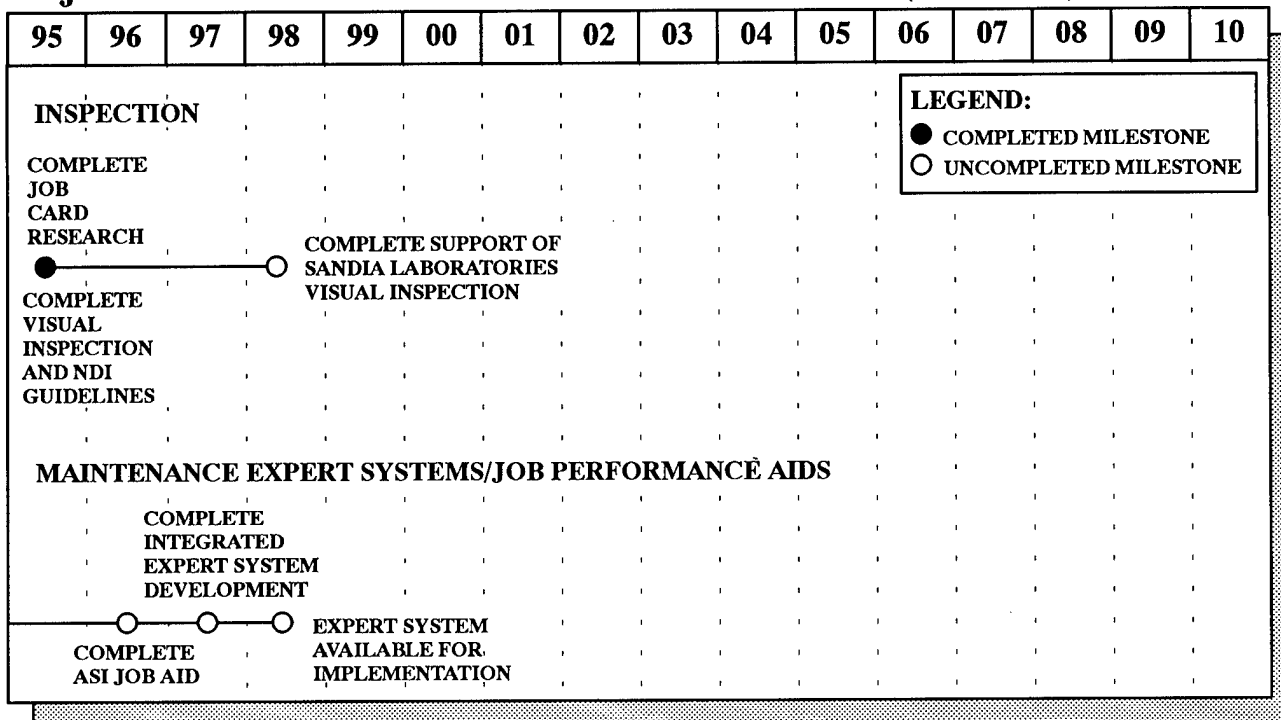 95 96 97 98 99 00 01 02 03 04 05 06 07 08 09 10
INSPECTION
LEGEND:
COMPLETED MILESTONE
UNCOMPLETED MILESTONE
COMPLETE
JOB
CARD
RESEARCH
COMPLETE SUPPORT OF
SANDIA LABORATORIES
VISUAL INSPECTION
COMPLETE
VISUAL
INSPECTION
AND NDI
GUIDELINES
MAINTENANCE EXPERT SYSTEMS/JOB PERFORMANCE AIDS
COMPLETE
INTEGRATED
EXPERT SYSTEM
DEVELOPMENT
EXPERT SYSTEM
AVAILABLE FOR
IMPLEMENTATION
COMPLETE
ASI JOB AID